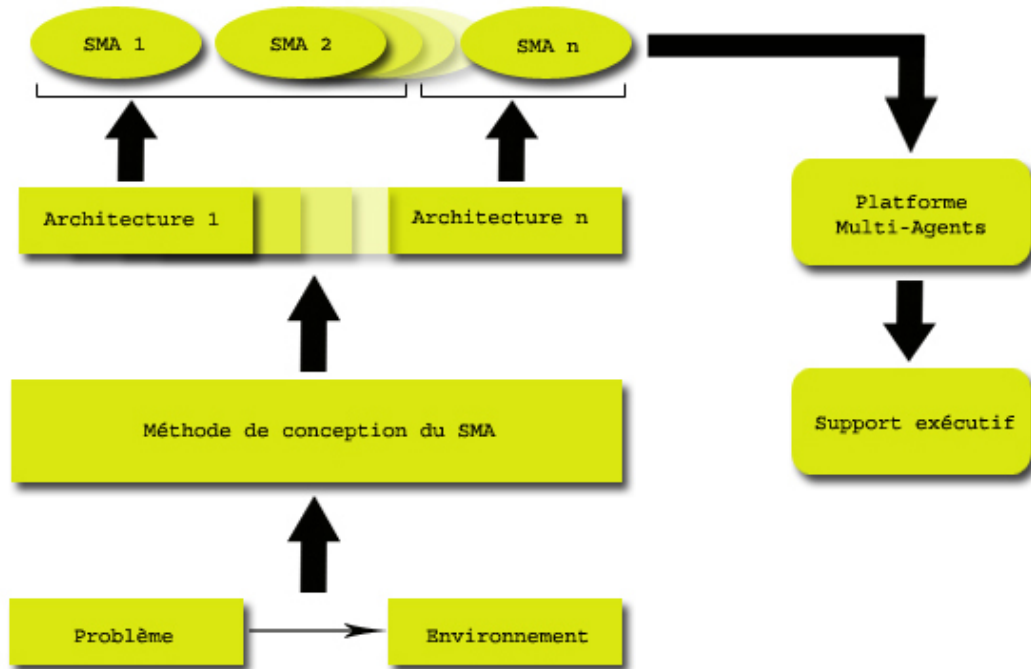 SMA 1
SMA 2
SMA n
Architecture 1
Architecture n
Platforme
Multi-Agents
Méthode de conception du SMA
Support exécutif
Problème
Environnement